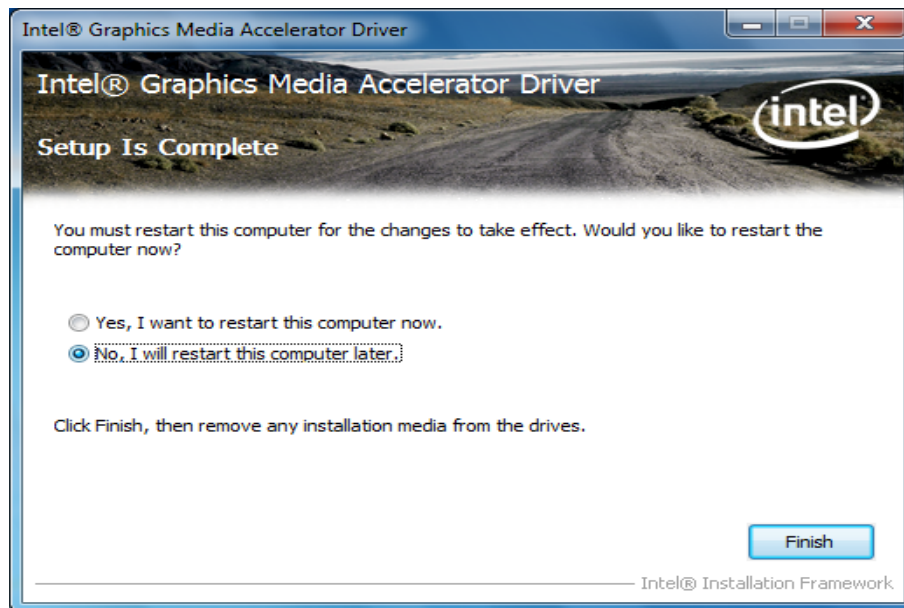 Intel® Graphics Media Accelerator Driver
Intel® Graphics Media Accelerator Driver
intel
Setup Is Complete
You must restart this computer for the changes to take effect. Would you like to restart the
computer now?
Yes, I want to restart this computer now.
No, I will restart this computer later.
Click Finish, then remove any installation media from the drives.
Finish
Intel® Installation Framework